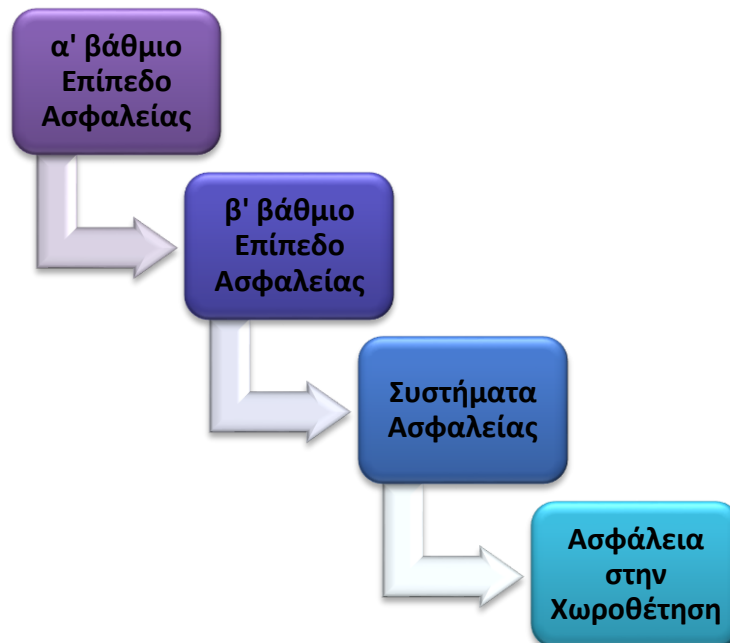 α' βάθμιο
Επίπεδο
Ασφαλείας
β' βάθμιο
Επίπεδο
Ασφαλείας
Συστήματα
Ασφαλείας
Ασφάλεια
στην
Χωροθέτηση